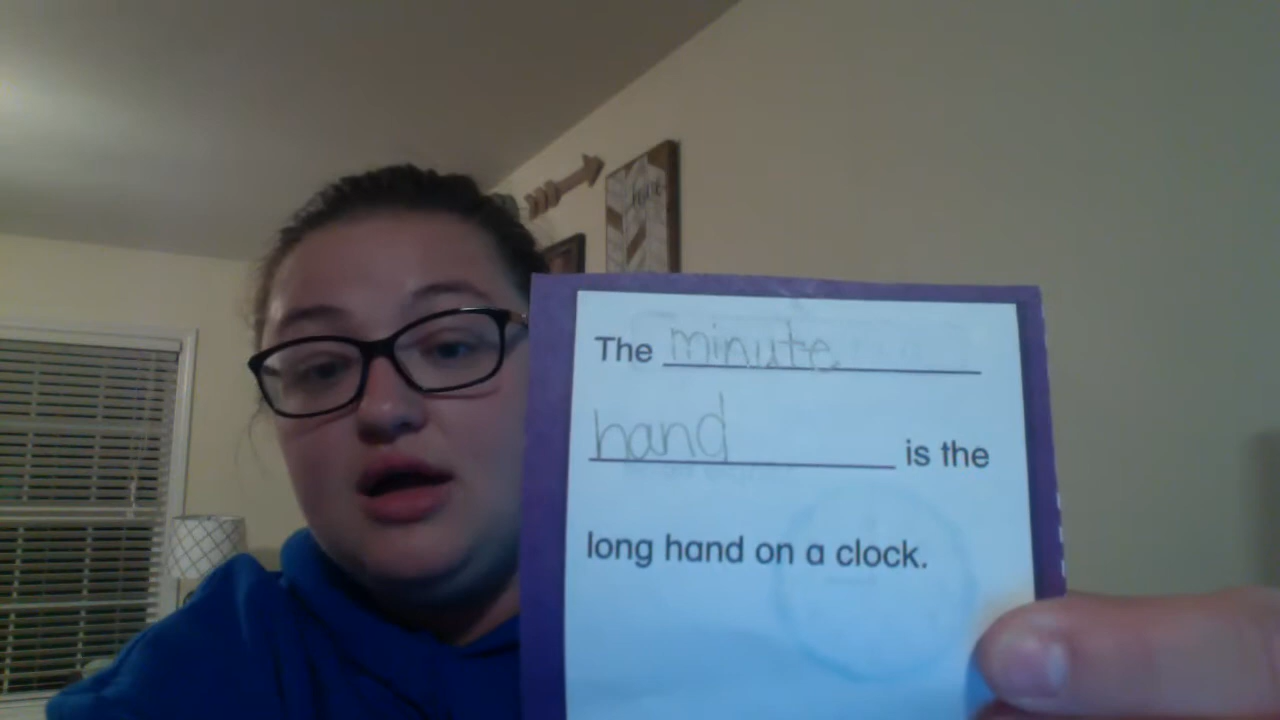 The minute
hand is the
long hand on a clock.